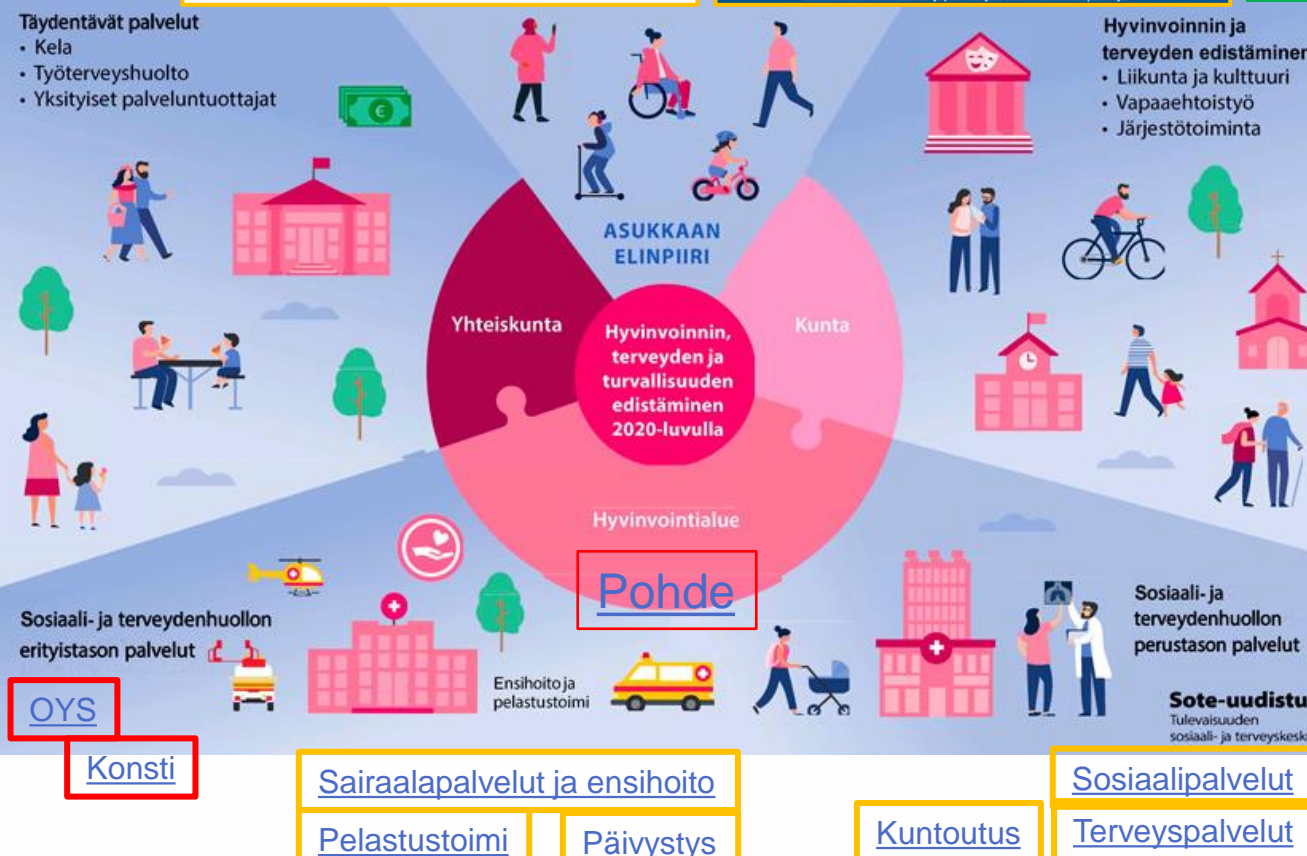 Täydentävät palvelut
• Kela
• Työterveyshuolto
• Yksityiset palveluntuottajat
€
Hyvinvoinnin ja
terveyden edistäminen
• Liikunta ja kulttuuri
• Vapaaehtoistyö
• Järjestötoiminta
ASUKKAAN
ELINPIIRI
Yhteiskunta
Hyvinvoinnin,
terveyden ja
turvallisuuden
edistäminen
2020-luvulla
Kunta
Hyvinvointialue
Pohde
Sosiaali- ja terveydenhuollon
erityistason palvelut
Ensihoito ja
pelastustoimi
Sosiaali- ja
terveydenhuollon
perustason palvelut
Sote-uudistu
Tulevaisuuden
sosiaali- ja terveyskesk
OYS
Konsti
Sairaalapalvelut ja ensihoito
Pelastustoimi
Päivystys
Kuntoutus
Sosiaalipalvelut
Terveyspalvelut